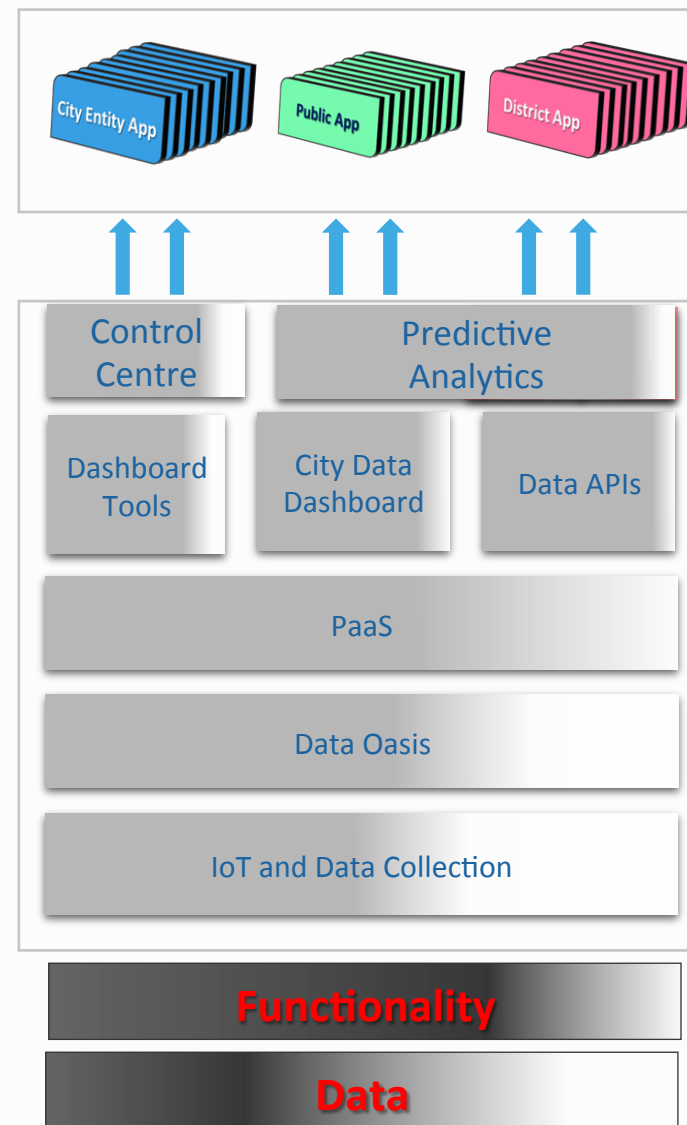 City Entity App
Public App
District App
Control
Centre
Predictive
Analytics
Dashboard
Tools
City Data
Dashboard
Data APIs
PaaS
Data Oasis
IoT and Data Collection
Functionality
Data